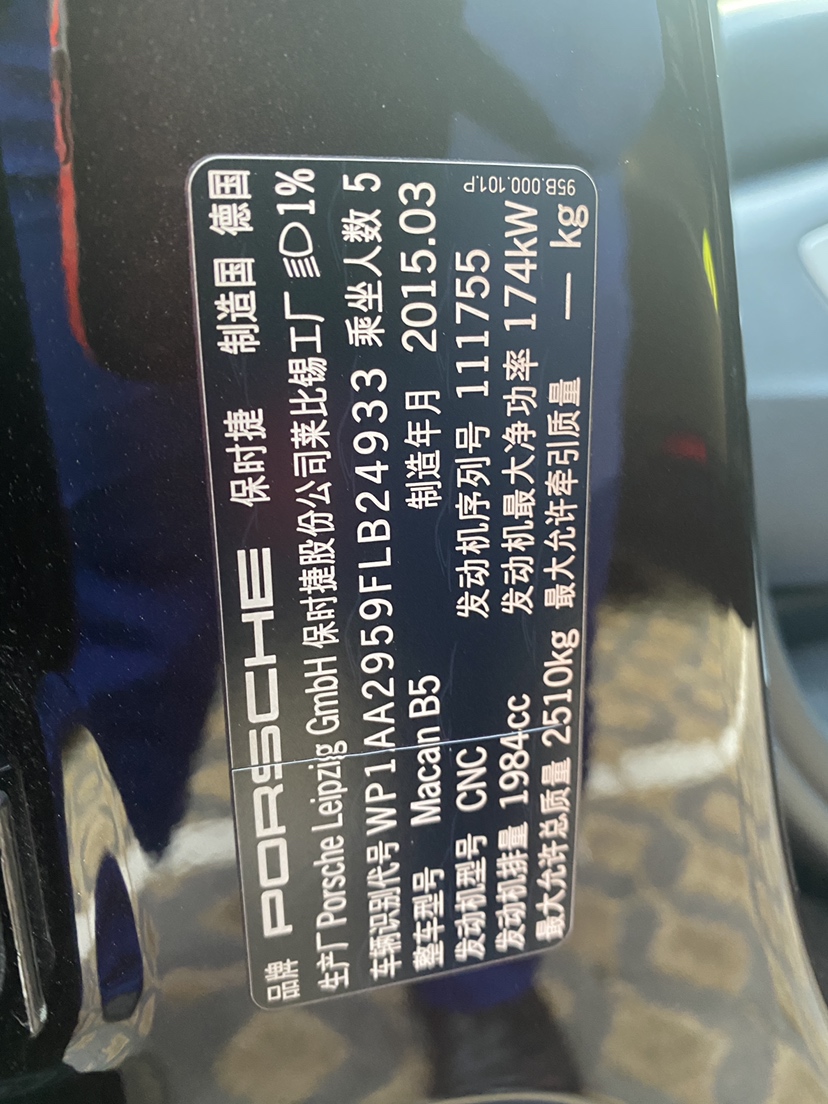 品牌 PORSCHE 保时捷 制造国 德国
生产厂 Porsche Leipzig GmbH 保时捷股份公司莱比锡工厂 1%
车辆识别代号 WP1AA2959FLB24933 乘坐人数 5
整车型号 Macan B5 制造年月 2015.03
发动机型号 CNC 发动机序列号 111755
发动机排量 1984cc 发动机最大净功率 174kW
最大允许总质量 2510kg 最大允许牵引质量 — kg
95B.000.101.P